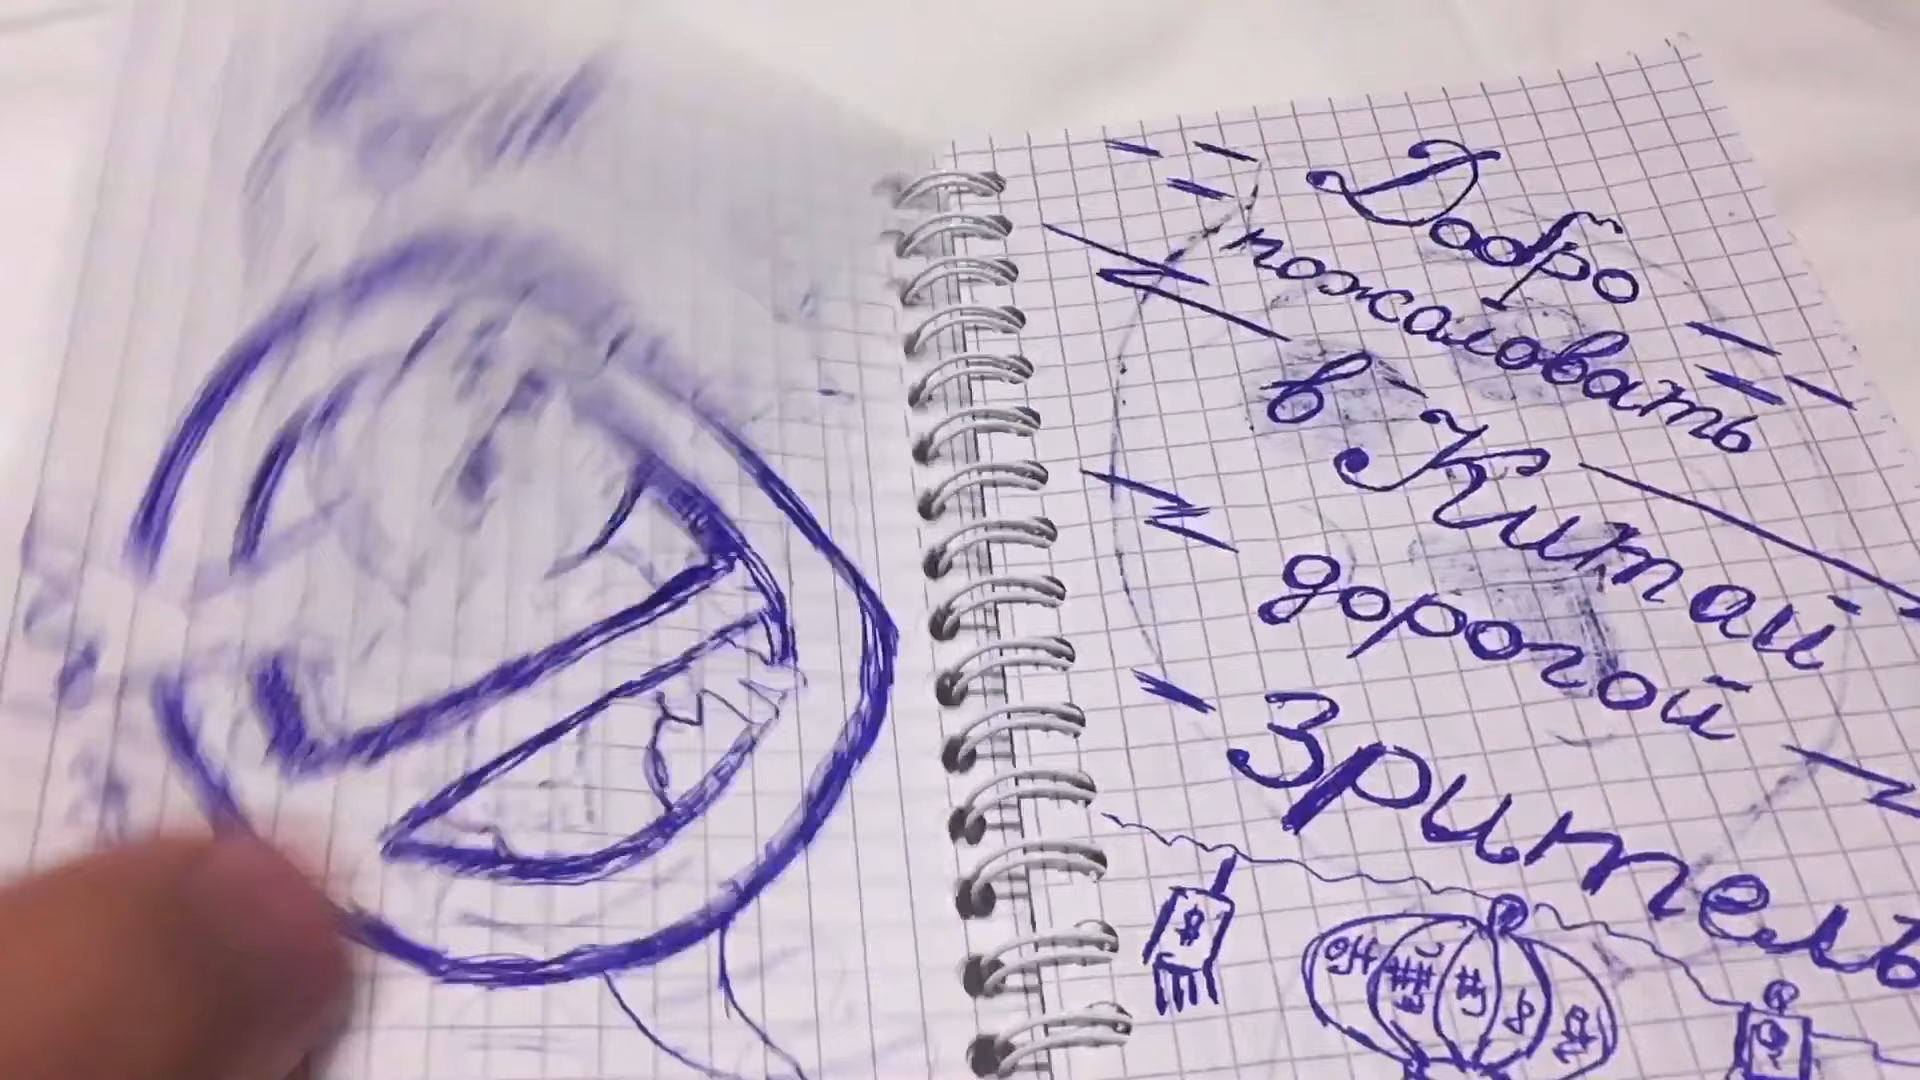 Добро
пожаловать
в Китай
дорогой
Зритель